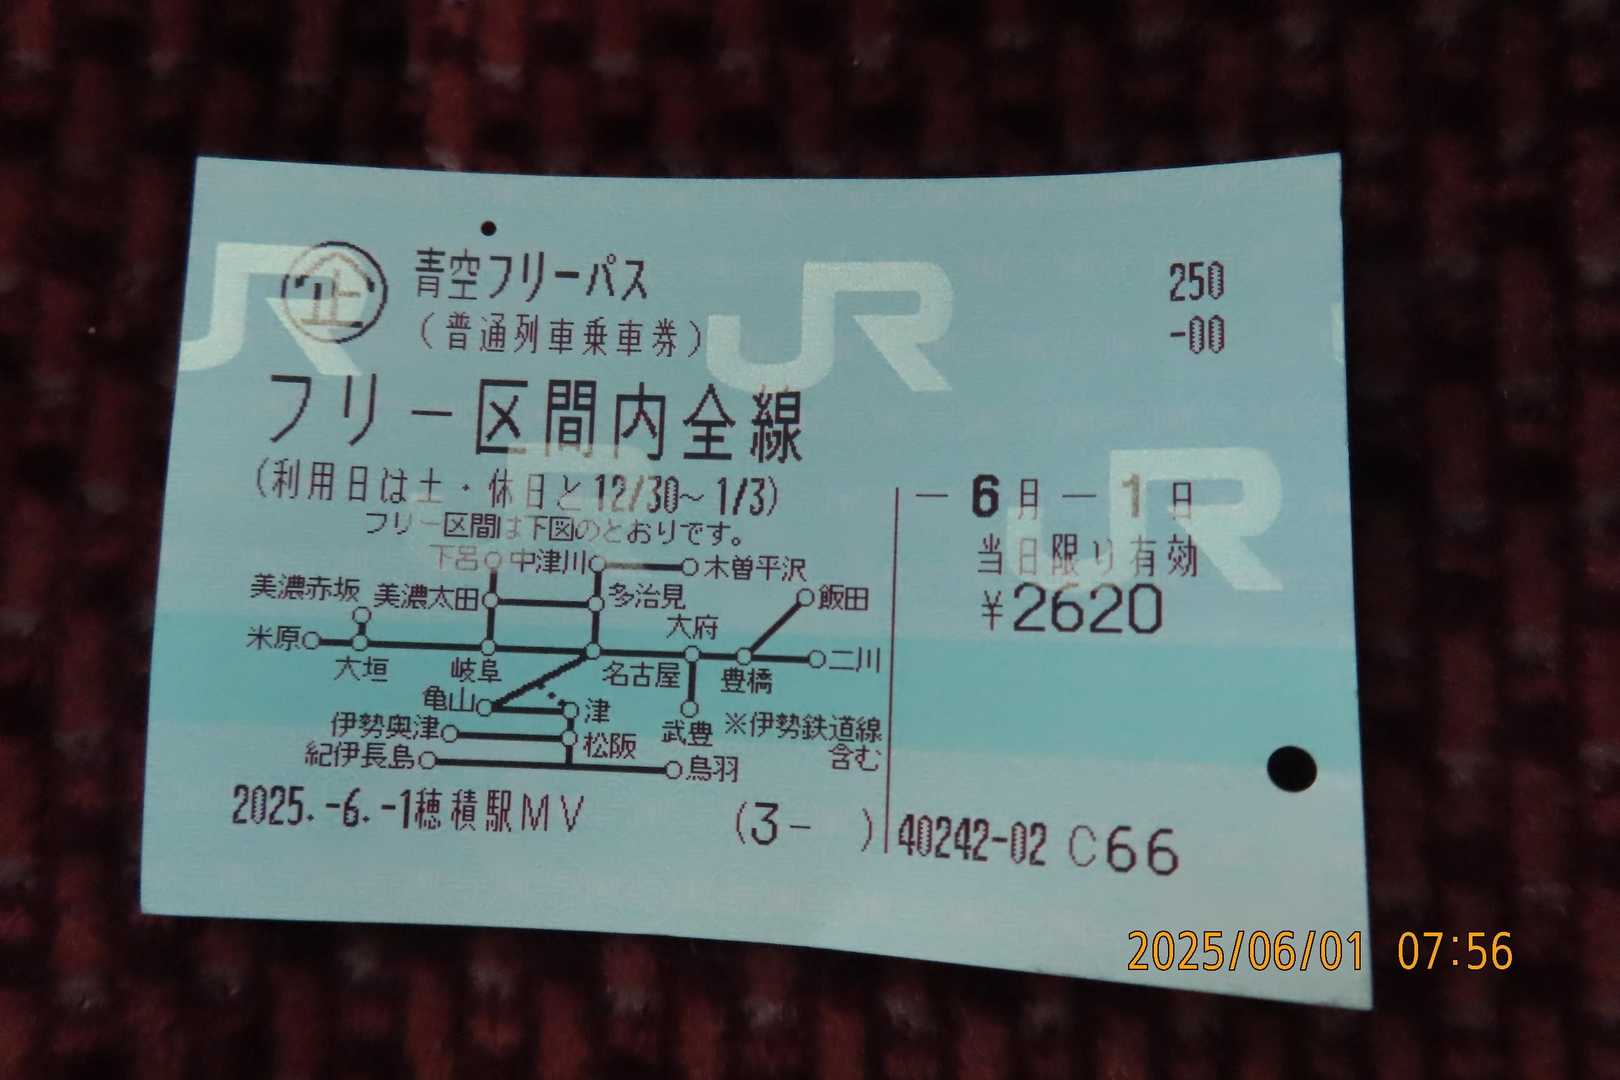 企 青空フリーパス 250
(普通列車乗車券) -00
フリー区間内全線
(利用日は土・休日と12/30~1/3)
フリー区間は下図のとおりです。
-6月-1日
当日限り有効
¥2620
下呂 中津川 木曽平沢
美濃赤坂 美濃太田 多治見 飯田
大府
米原 二川
大垣 岐阜 名古屋 豊橋
亀山 津
伊勢奥津 松阪 武豊 ※伊勢鉄道線
含む
紀伊長島 鳥羽
2025.-6.-1穂積駅MV (3- ) 40242-02 C66
JR
JR
JR
2025/06/01 07:56